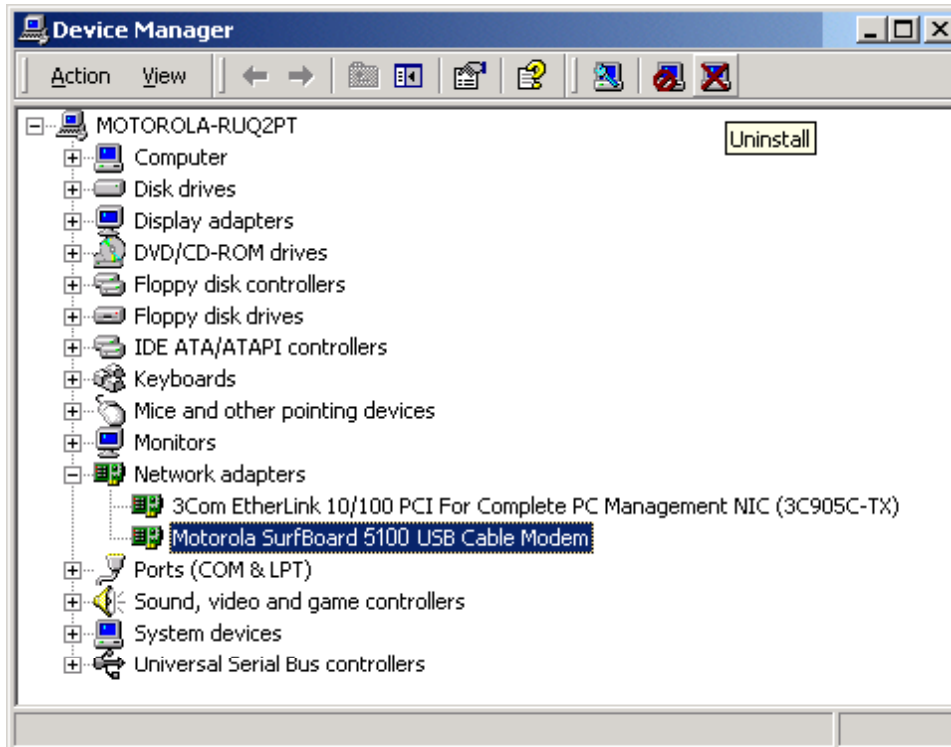 Device Manager
Action View
MOTOROLA-RUQ2PT
Uninstall
Computer
Disk drives
Display adapters
DVD/CD-ROM drives
Floppy disk controllers
Floppy disk drives
IDE ATA/ATAPI controllers
Keyboards
Mice and other pointing devices
Monitors
Network adapters
3Com EtherLink 10/100 PCI For Complete PC Management NIC (3C905C-TX)
Motorola SurfBoard 5100 USB Cable Modem
Ports (COM & LPT)
Sound, video and game controllers
System devices
Universal Serial Bus controllers